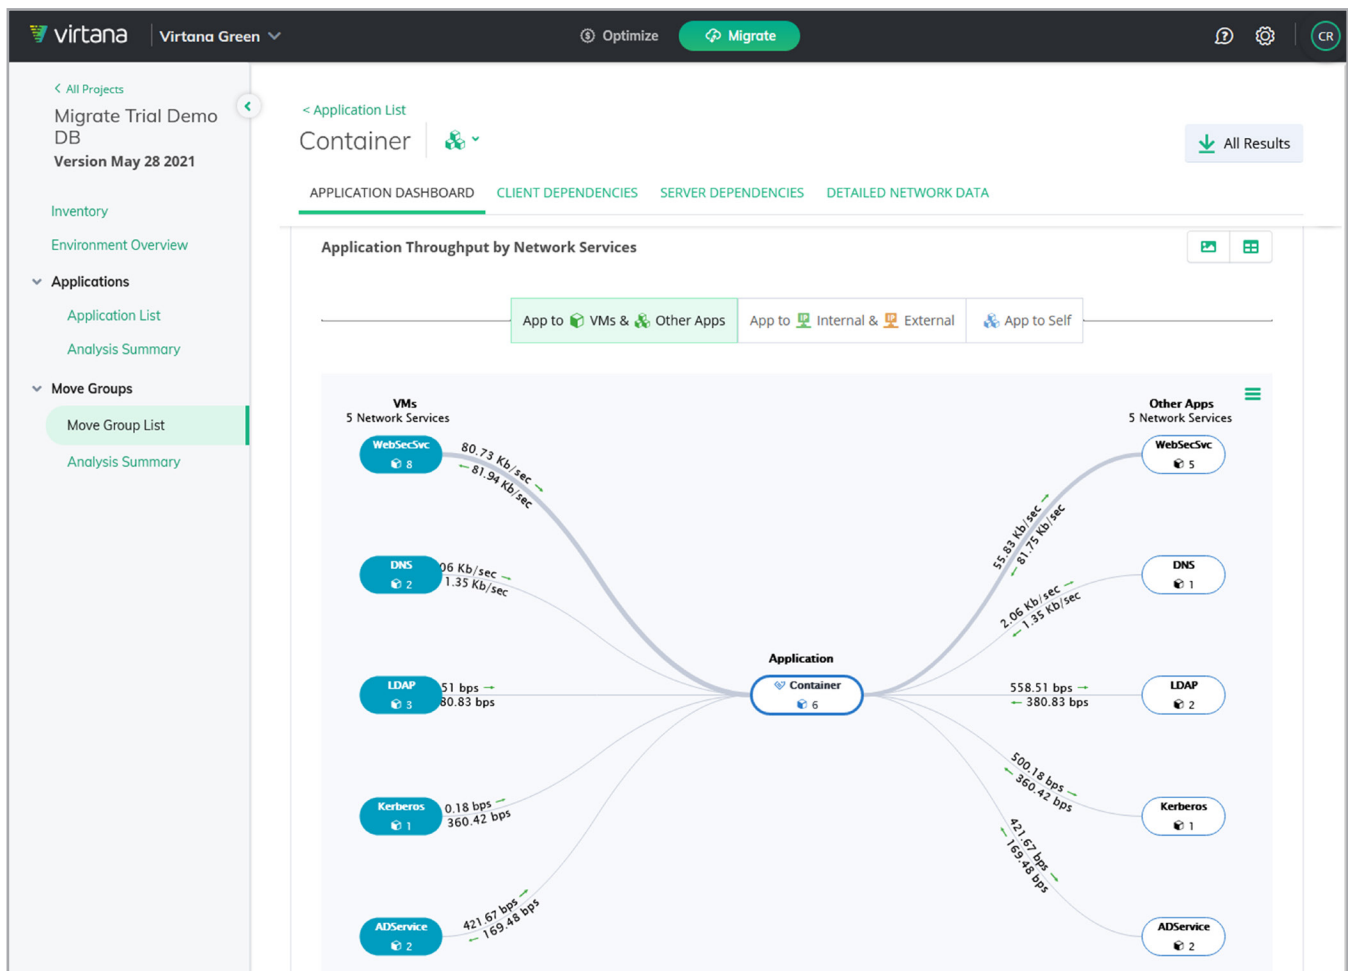 virtana
Virtana Green
Optimize
Migrate
CR
All Projects
Migrate Trial Demo
DB
Version May 28 2021
Inventory
Environment Overview
Applications
Application List
Analysis Summary
Move Groups
Move Group List
Analysis Summary
< Application List
Container
All Results
APPLICATION DASHBOARD
CLIENT DEPENDENCIES
SERVER DEPENDENCIES
DETAILED NETWORK DATA
Application Throughput by Network Services
App to VMs & Other Apps
App to IP Internal & IP External
App to Self
VMs
5 Network Services
WebSecSvc
8
80.73 Kb/sec →
← 81.94 Kb/sec
DNS
2
06 Kb/sec →
1.35 Kb/sec
LDAP
3
51 bps →
80.83 bps
Kerberos
1
0.18 bps →
360.42 bps
ADService
2
421.67 bps →
← 169.48 bps
Application
Container
6
Other Apps
5 Network Services
WebSecSvc
5
55.83 Kb/sec →
← 81.75 Kb/sec
DNS
1
2.06 Kb/sec →
← 1.35 Kb/sec
LDAP
2
558.51 bps →
← 380.83 bps
Kerberos
1
500.18 bps →
← 360.42 bps
ADService
2
421.67 bps →
← 169.48 bps